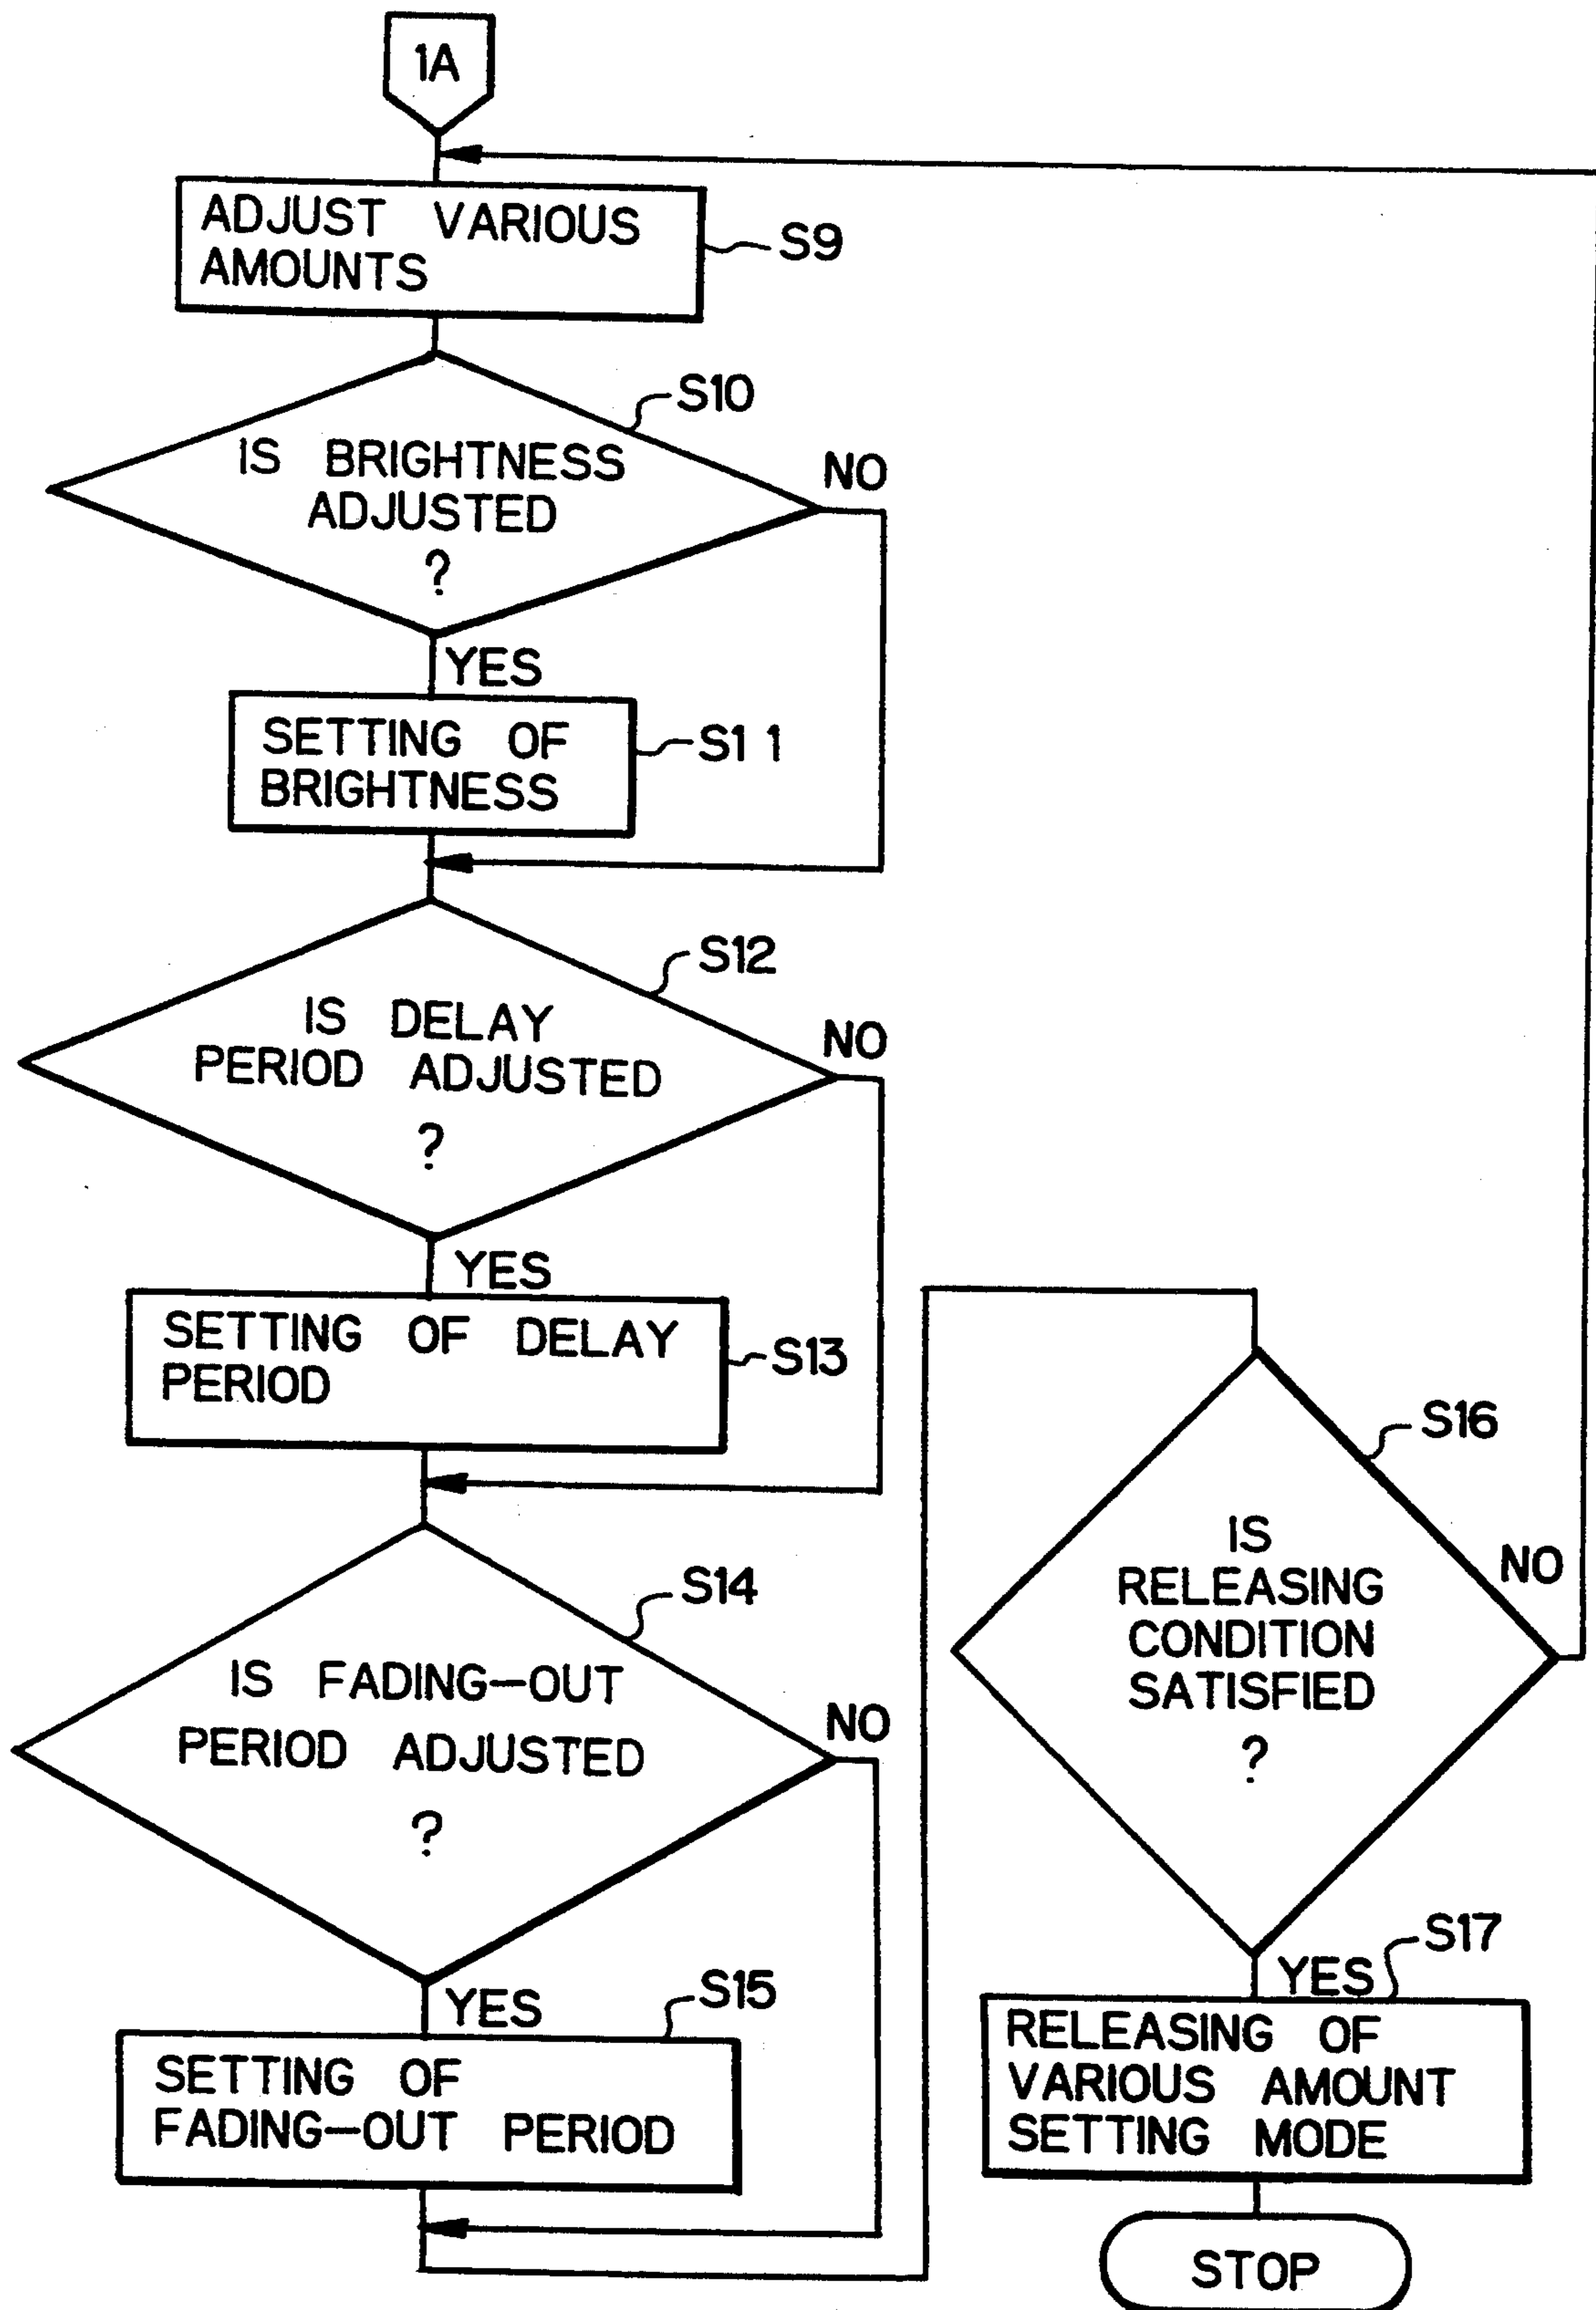 1A
ADJUST VARIOUS
AMOUNTS
S9
S10
IS BRIGHTNESS
ADJUSTED
?
NO
YES
SETTING OF
BRIGHTNESS
S11
S12
IS DELAY
PERIOD ADJUSTED
?
NO
YES
SETTING OF DELAY
PERIOD
S13
S14
IS FADING-OUT
PERIOD ADJUSTED
?
NO
YES
S15
SETTING OF
FADING-OUT PERIOD
S16
IS
RELEASING
CONDITION
SATISFIED
?
NO
YES
S17
RELEASING OF
VARIOUS AMOUNT
SETTING MODE
STOP